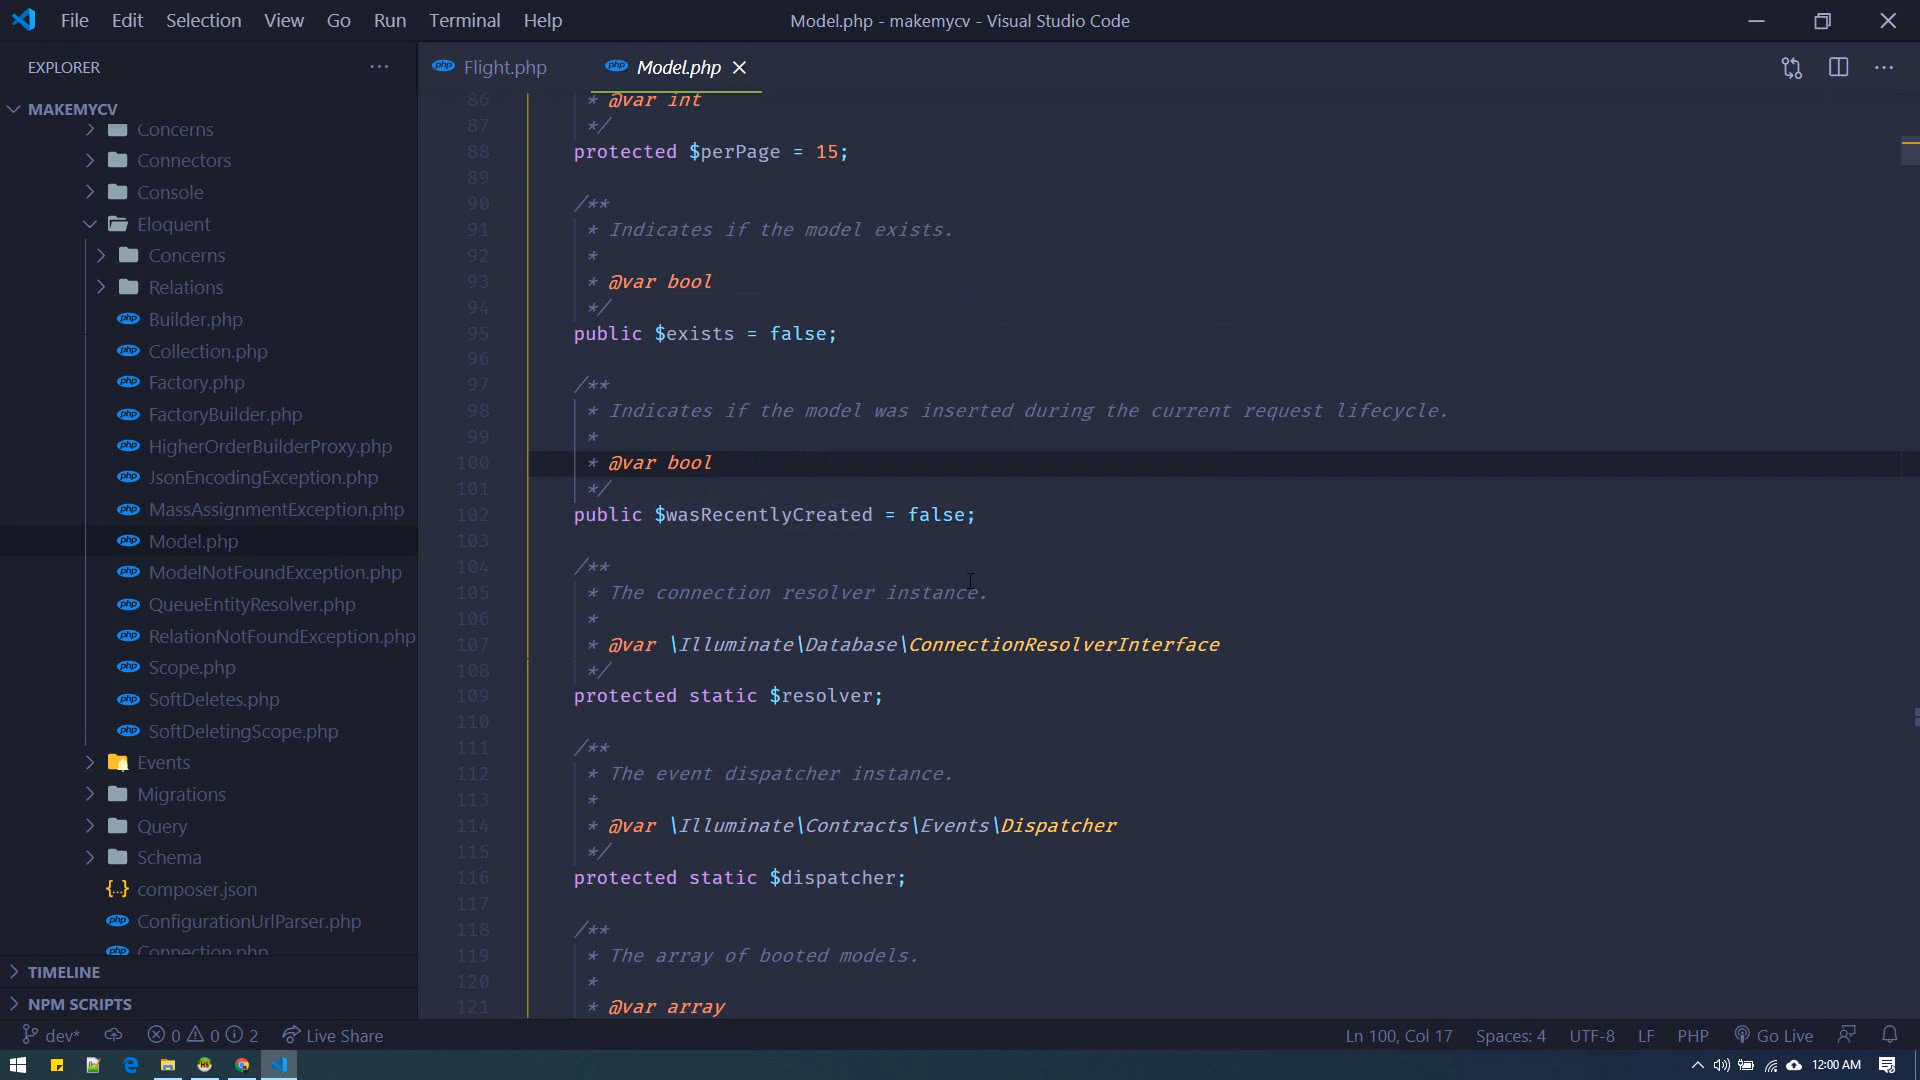 File Edit Selection View Go Run Terminal Help
Model.php - makemycv - Visual Studio Code
EXPLORER
MAKEMYCV
Concerns
Connectors
Console
Eloquent
Concerns
Relations
Builder.php
Collection.php
Factory.php
FactoryBuilder.php
HigherOrderBuilderProxy.php
JsonEncodingException.php
MassAssignmentException.php
Model.php
ModelNotFoundException.php
QueueEntityResolver.php
RelationNotFoundException.php
Scope.php
SoftDeletes.php
SoftDeletingScope.php
Events
Migrations
Query
Schema
composer.json
ConfigurationUrlParser.php
Connection.php
TIMELINE
NPM SCRIPTS
Flight.php
Model.php
86 * @var int
87 */
88 protected $perPage = 15;
89
90 /**
91 * Indicates if the model exists.
92 *
93 * @var bool
94 */
95 public $exists = false;
96
97 /**
98 * Indicates if the model was inserted during the current request lifecycle.
99 *
100 * @var bool
101 */
102 public $wasRecentlyCreated = false;
103
104 /**
105 * The connection resolver instance.
106 *
107 * @var \Illuminate\Database\ConnectionResolverInterface
108 */
109 protected static $resolver;
110
111 /**
112 * The event dispatcher instance.
113 *
114 * @var \Illuminate\Contracts\Events\Dispatcher
115 */
116 protected static $dispatcher;
117
118 /**
119 * The array of booted models.
120 *
121 * @var array
dev* 0 0 2 Live Share
Ln 100, Col 17 Spaces: 4 UTF-8 LF PHP Go Live
12:00 AM